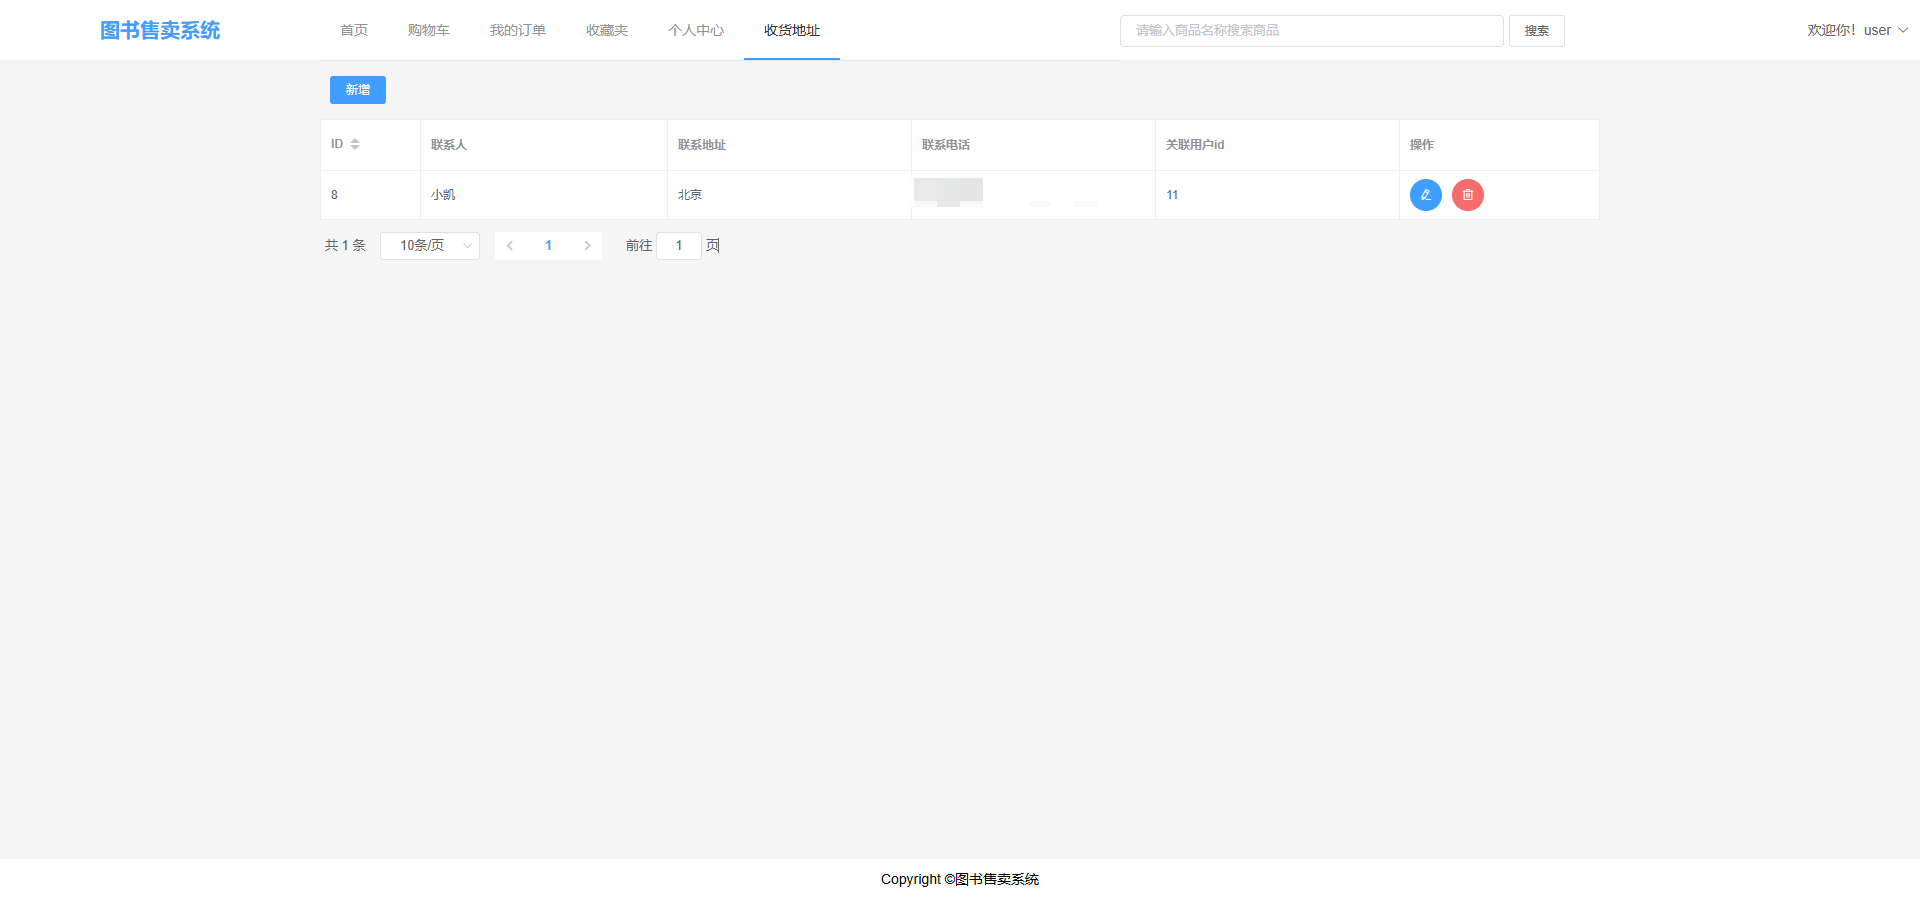 图书售卖系统 首页 购物车 我的订单 收藏夹 个人中心 收货地址 请输入商品名称搜索商品 搜索 欢迎你！user
新增
ID 联系人 联系地址 联系电话 关联用户id 操作
8 小凯 北京 11
共 1 条 10条/页 1 前往 1 页
Copyright ©图书售卖系统